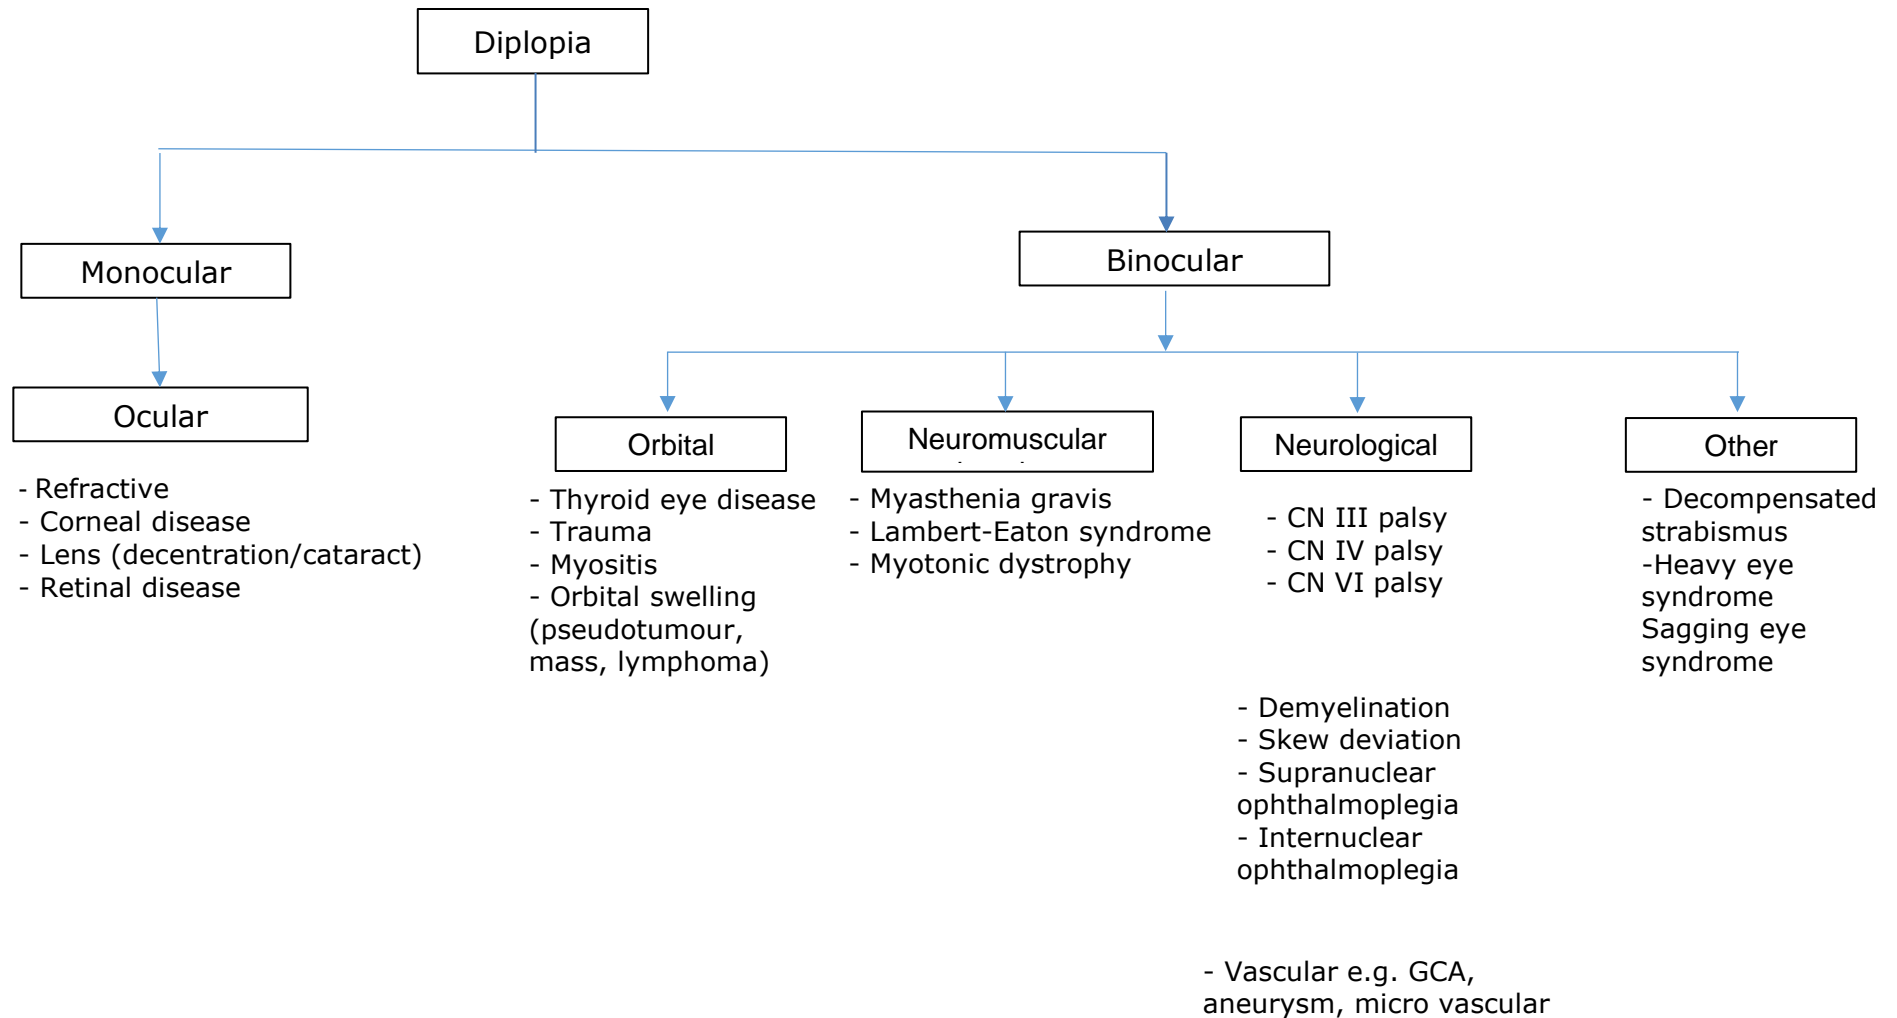 Diplopia
Monocular
Binocular
Ocular
- Refractive
- Corneal disease
- Lens (decentration/cataract)
- Retinal disease
Orbital
- Thyroid eye disease
- Trauma
- Myositis
- Orbital swelling
(pseudotumour,
mass, lymphoma)
Neuromuscular
- Myasthenia gravis
- Lambert-Eaton syndrome
- Myotonic dystrophy
Neurological
- CN III palsy
- CN IV palsy
- CN VI palsy
- Demyelination
- Skew deviation
- Supranuclear
ophthalmoplegia
- Internuclear
ophthalmoplegia
- Vascular e.g. GCA,
aneurysm, micro vascular
Other
- Decompensated
strabismus
-Heavy eye
syndrome
Sagging eye
syndrome